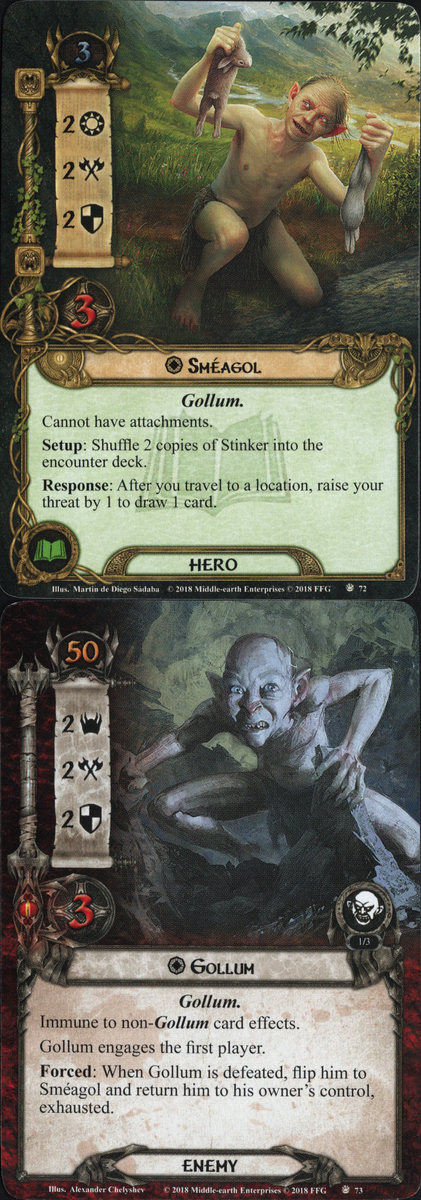 3
2
2
2
3
Sméagol
Gollum.
Cannot have attachments.
Setup: Shuffle 2 copies of Stinker into the
encounter deck.
Response: After you travel to a location, raise your
threat by 1 to draw 1 card.
HERO
Illus. Martin de Diego Sádaba © 2018 Middle-earth Enterprises © 2018 FFG 72
50
2
2
2
3
1/3
Gollum
Gollum.
Immune to non-Gollum card effects.
Gollum engages the first player.
Forced: When Gollum is defeated, flip him to
Sméagol and return him to his owner's control,
exhausted.
ENEMY
Illus. Alexander Chelyshev © 2018 Middle-earth Enterprises © 2018 FFG 73